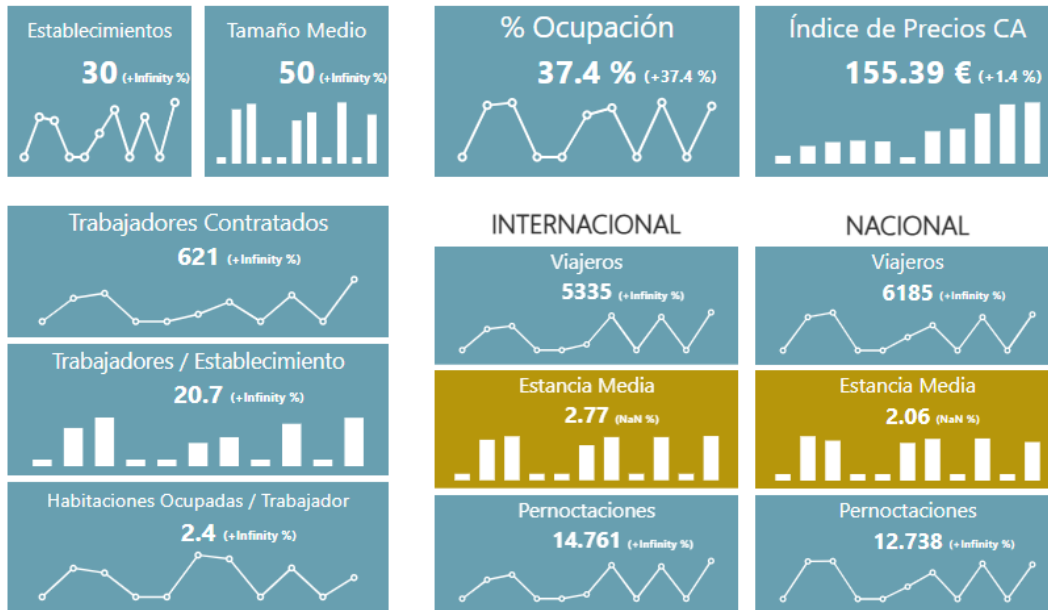 Establecimientos
30 (+Infinity %)
Tamaño Medio
50 (+Infinity %)
% Ocupación
37.4 % (+37.4 %)
Índice de Precios CA
155.39 € (+1.4 %)
Trabajadores Contratados
621 (+Infinity %)
Trabajadores / Establecimiento
20.7 (+Infinity %)
Habitaciones Ocupadas / Trabajador
2.4 (+Infinity %)
INTERNACIONAL
Viajeros
5335 (+Infinity %)
Estancia Media
2.77 (NaN %)
Pernoctaciones
14.761 (+Infinity %)
NACIONAL
Viajeros
6185 (+Infinity %)
Estancia Media
2.06 (NaN %)
Pernoctaciones
12.738 (+Infinity %)